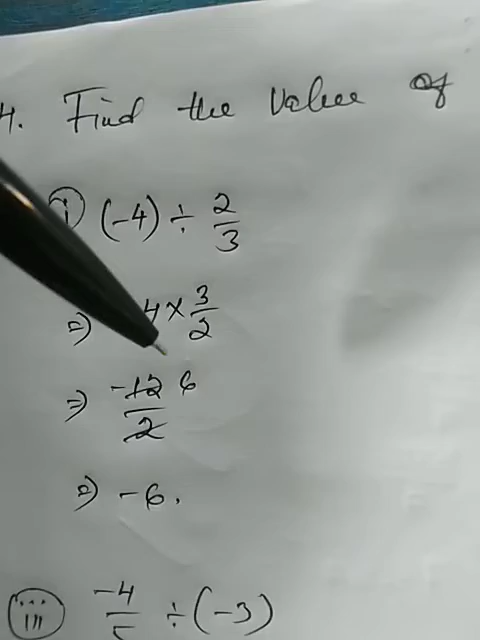 4. Find the value of
(i) (-4) ÷ 2/3
⇒ 4 × 3/2
⇒ -12/2 6
⇒ -6.
(iii) -4/5 ÷ (-3)